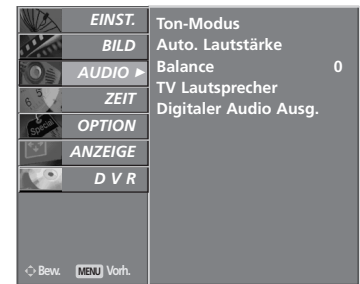 EINST.
BILD
AUDIO ►
ZEIT
OPTION
ANZEIGE
D V R
Ton-Modus
Auto. Lautstärke
Balance 0
TV Lautsprecher
Digitaler Audio Ausg.
Special
Bew. MENU Vorh.